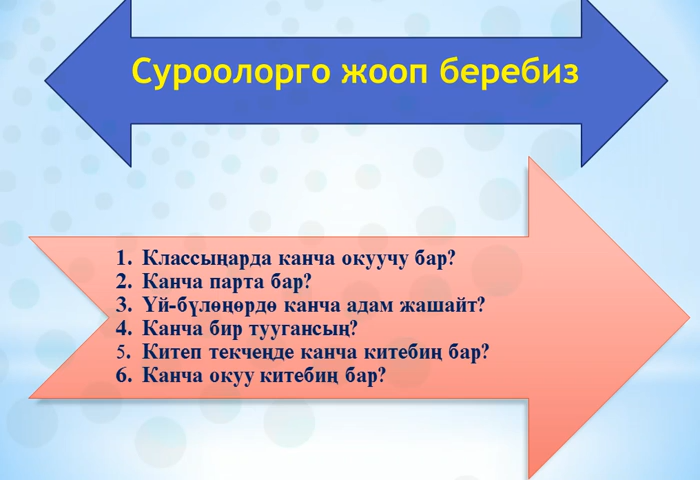 Суроолорго жооп беребиз
1. Классыңарда канча окуучу бар?
2. Канча парта бар?
3. Үй-бүлөңөрдө канча адам жашайт?
4. Канча бир туугансың?
5. Китеп текчеңде канча китебиң бар?
6. Канча окуу китебиң бар?